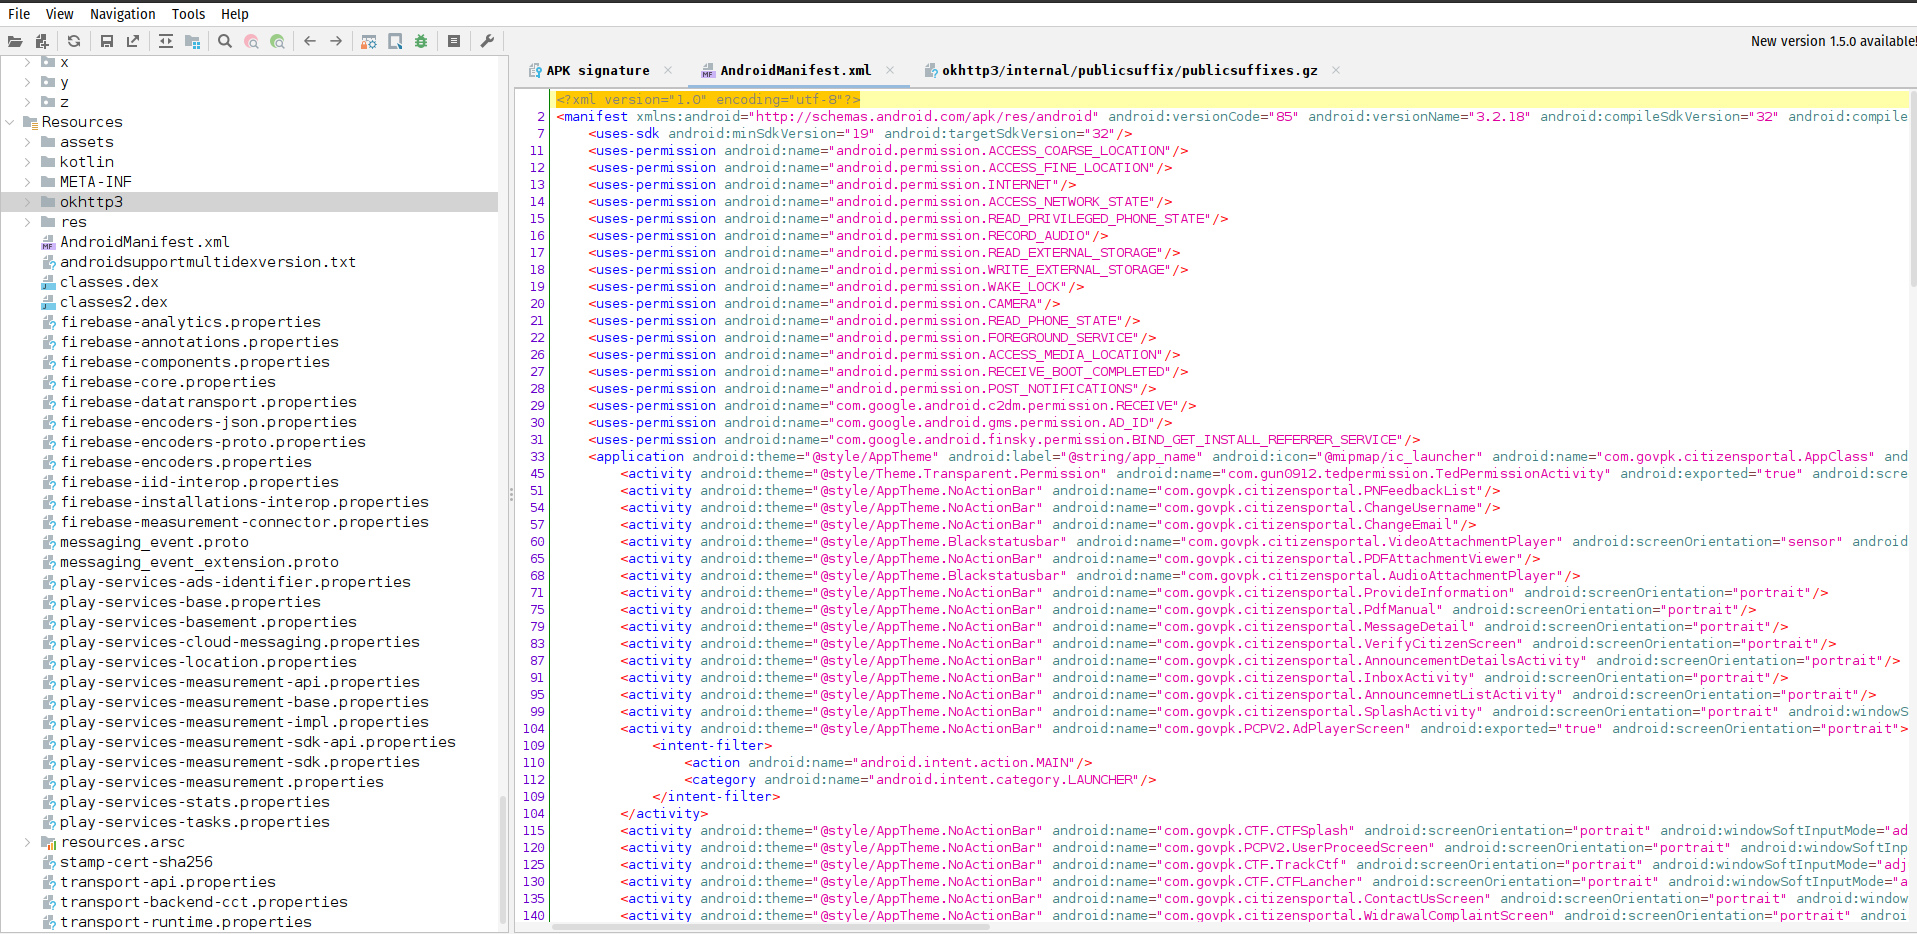 File View Navigation Tools Help
New version 1.5.0 available!
x
y
z
Resources
assets
kotlin
META-INF
okhttp3
res
AndroidManifest.xml
androidsupportmultidexversion.txt
classes.dex
classes2.dex
firebase-analytics.properties
firebase-annotations.properties
firebase-components.properties
firebase-core.properties
firebase-datatransport.properties
firebase-encoders-json.properties
firebase-encoders-proto.properties
firebase-encoders.properties
firebase-iid-interop.properties
firebase-installations-interop.properties
firebase-measurement-connector.properties
messaging_event.proto
messaging_event_extension.proto
play-services-ads-identifier.properties
play-services-base.properties
play-services-basement.properties
play-services-cloud-messaging.properties
play-services-location.properties
play-services-measurement-api.properties
play-services-measurement-base.properties
play-services-measurement-impl.properties
play-services-measurement-sdk-api.properties
play-services-measurement-sdk.properties
play-services-measurement.properties
play-services-stats.properties
play-services-tasks.properties
resources.arsc
stamp-cert-sha256
transport-api.properties
transport-backend-cct.properties
transport-runtime.properties
APK signature AndroidManifest.xml okhttp3/internal/publicsuffix/publicsuffixes.gz
<?xml version="1.0" encoding="utf-8"?>
2 <manifest xmlns:android="http://schemas.android.com/apk/res/android" android:versionCode="85" android:versionName="3.2.18" android:compileSdkVersion="32" android:compile
7 <uses-sdk android:minSdkVersion="19" android:targetSdkVersion="32"/>
11 <uses-permission android:name="android.permission.ACCESS_COARSE_LOCATION"/>
12 <uses-permission android:name="android.permission.ACCESS_FINE_LOCATION"/>
13 <uses-permission android:name="android.permission.INTERNET"/>
14 <uses-permission android:name="android.permission.ACCESS_NETWORK_STATE"/>
15 <uses-permission android:name="android.permission.READ_PRIVILEGED_PHONE_STATE"/>
16 <uses-permission android:name="android.permission.RECORD_AUDIO"/>
17 <uses-permission android:name="android.permission.READ_EXTERNAL_STORAGE"/>
18 <uses-permission android:name="android.permission.WRITE_EXTERNAL_STORAGE"/>
19 <uses-permission android:name="android.permission.WAKE_LOCK"/>
20 <uses-permission android:name="android.permission.CAMERA"/>
21 <uses-permission android:name="android.permission.READ_PHONE_STATE"/>
22 <uses-permission android:name="android.permission.FOREGROUND_SERVICE"/>
26 <uses-permission android:name="android.permission.ACCESS_MEDIA_LOCATION"/>
27 <uses-permission android:name="android.permission.RECEIVE_BOOT_COMPLETED"/>
28 <uses-permission android:name="android.permission.POST_NOTIFICATIONS"/>
29 <uses-permission android:name="com.google.android.c2dm.permission.RECEIVE"/>
30 <uses-permission android:name="com.google.android.gms.permission.AD_ID"/>
31 <uses-permission android:name="com.google.android.finsky.permission.BIND_GET_INSTALL_REFERRER_SERVICE"/>
33 <application android:theme="@style/AppTheme" android:label="@string/app_name" android:icon="@mipmap/ic_launcher" android:name="com.govpk.citizensportal.AppClass" and
45 <activity android:theme="@style/Theme.Transparent.Permission" android:name="com.gun0912.tedpermission.TedPermissionActivity" android:exported="true" android:scre
51 <activity android:theme="@style/AppTheme.NoActionBar" android:name="com.govpk.citizensportal.PNFeedbackList"/>
54 <activity android:theme="@style/AppTheme.NoActionBar" android:name="com.govpk.citizensportal.ChangeUsername"/>
57 <activity android:theme="@style/AppTheme.NoActionBar" android:name="com.govpk.citizensportal.ChangeEmail"/>
60 <activity android:theme="@style/AppTheme.Blackstatusbar" android:name="com.govpk.citizensportal.VideoAttachmentPlayer" android:screenOrientation="sensor" android
65 <activity android:theme="@style/AppTheme.NoActionBar" android:name="com.govpk.citizensportal.PDFAttachmentViewer"/>
68 <activity android:theme="@style/AppTheme.Blackstatusbar" android:name="com.govpk.citizensportal.AudioAttachmentPlayer"/>
71 <activity android:theme="@style/AppTheme.NoActionBar" android:name="com.govpk.citizensportal.ProvideInformation" android:screenOrientation="portrait"/>
75 <activity android:theme="@style/AppTheme.NoActionBar" android:name="com.govpk.citizensportal.PdfManual" android:screenOrientation="portrait"/>
79 <activity android:theme="@style/AppTheme.NoActionBar" android:name="com.govpk.citizensportal.MessageDetail" android:screenOrientation="portrait"/>
83 <activity android:theme="@style/AppTheme.NoActionBar" android:name="com.govpk.citizensportal.VerifyCitizenScreen" android:screenOrientation="portrait"/>
87 <activity android:theme="@style/AppTheme.NoActionBar" android:name="com.govpk.citizensportal.AnnouncementDetailsActivity" android:screenOrientation="portrait"/>
91 <activity android:theme="@style/AppTheme.NoActionBar" android:name="com.govpk.citizensportal.InboxActivity" android:screenOrientation="portrait"/>
95 <activity android:theme="@style/AppTheme.NoActionBar" android:name="com.govpk.citizensportal.AnnouncemnetListActivity" android:screenOrientation="portrait"/>
99 <activity android:theme="@style/AppTheme.NoActionBar" android:name="com.govpk.citizensportal.SplashActivity" android:screenOrientation="portrait" android:windowS
104 <activity android:theme="@style/AppTheme.NoActionBar" android:name="com.govpk.PCPV2.AdPlayerScreen" android:exported="true" android:screenOrientation="portrait">
109 <intent-filter>
110 <action android:name="android.intent.action.MAIN"/>
112 <category android:name="android.intent.category.LAUNCHER"/>
109 </intent-filter>
104 </activity>
115 <activity android:theme="@style/AppTheme.NoActionBar" android:name="com.govpk.CTF.CTFSplash" android:screenOrientation="portrait" android:windowSoftInputMode="ad
120 <activity android:theme="@style/AppTheme.NoActionBar" android:name="com.govpk.PCPV2.UserProceedScreen" android:screenOrientation="portrait" android:windowSoftInp
125 <activity android:theme="@style/AppTheme.NoActionBar" android:name="com.govpk.CTF.TrackCtf" android:screenOrientation="portrait" android:windowSoftInputMode="adj
130 <activity android:theme="@style/AppTheme.NoActionBar" android:name="com.govpk.CTF.CTFLancher" android:screenOrientation="portrait" android:windowSoftInputMode="a
135 <activity android:theme="@style/AppTheme.NoActionBar" android:name="com.govpk.citizensportal.ContactUsScreen" android:screenOrientation="portrait" android:window
140 <activity android:theme="@style/AppTheme.NoActionBar" android:name="com.govpk.citizensportal.WidrawalComplaintScreen" android:screenOrientation="portrait" androi